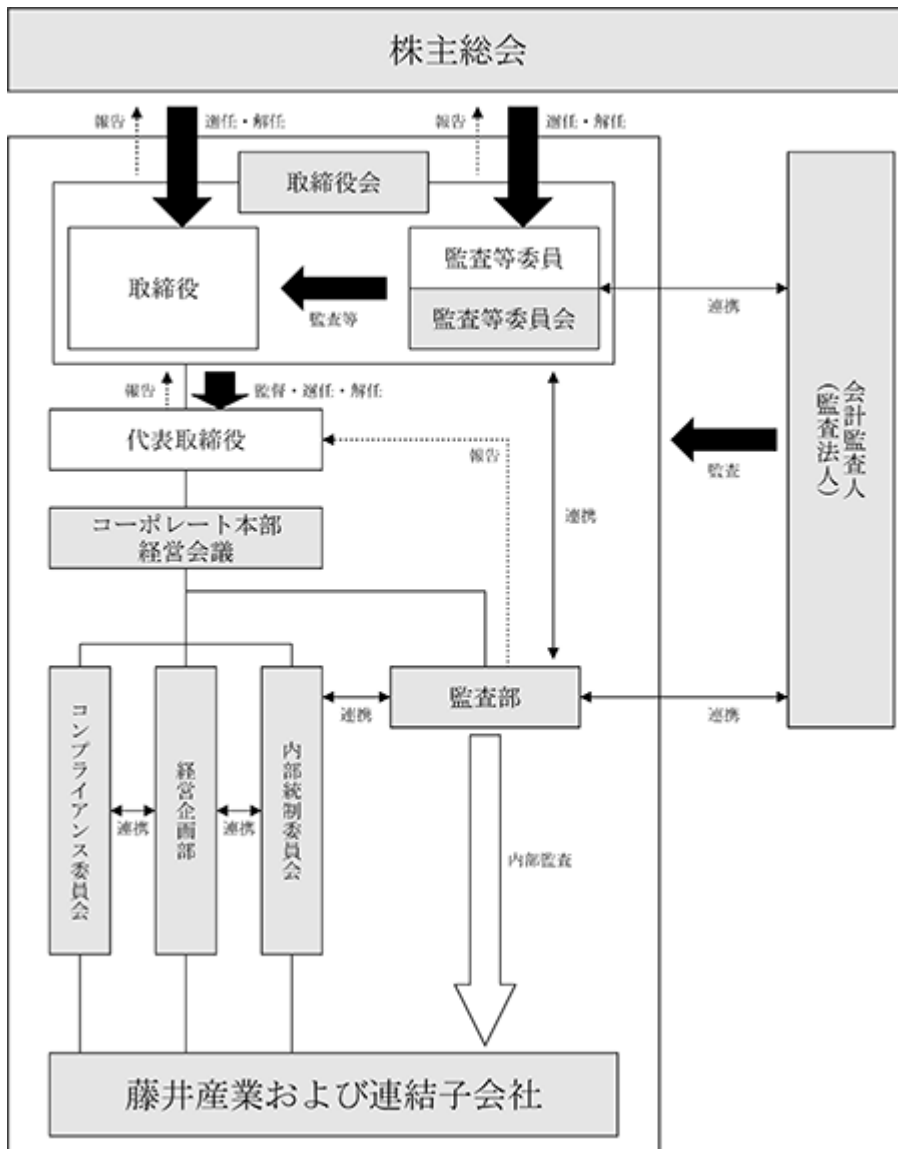 株主総会
報告
選任・解任
報告
選任・解任
取締役会
取締役
監査等
監査等委員
監査等委員会
連携
会計監査人
(監査法人)
報告
監督・選任・解任
代表取締役
報告
監査
連携
コーポレート本部
経営会議
コンプライアンス委員会
連携
経営企画部
連携
内部統制委員会
連携
監査部
連携
内部監査
藤井産業および連結子会社